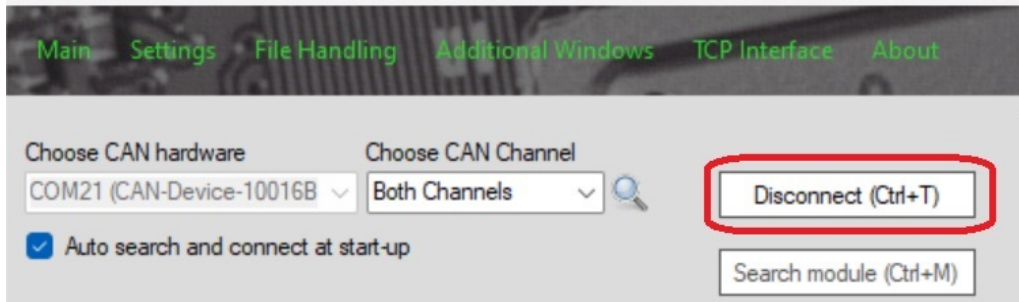 Main Settings File Handling Additional Windows TCP Interface About
Choose CAN hardware Choose CAN Channel
COM21 (CAN-Device-10016B Both Channels Disconnect (Ctrl+T)
Auto search and connect at start-up
Search module (Ctrl+M)